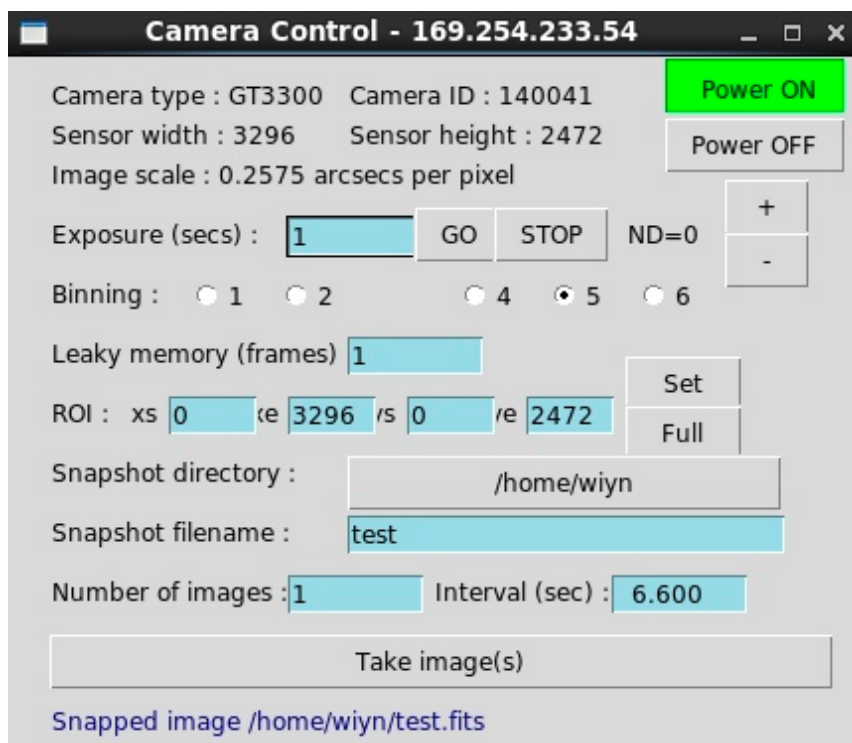 Camera Control - 169.254.233.54
Camera type : GT3300 Camera ID : 140041 Power ON
Sensor width : 3296 Sensor height : 2472 Power OFF
Image scale : 0.2575 arcsecs per pixel
+
Exposure (secs) : 1 GO STOP ND=0
-
Binning : 1 2 4 5 6
Leaky memory (frames) 1
Set
ROI : xs 0 xe 3296 ys 0 ye 2472
Full
Snapshot directory : /home/wiyn
Snapshot filename : test
Number of images : 1 Interval (sec) : 6.600
Take image(s)
Snapped image /home/wiyn/test.fits